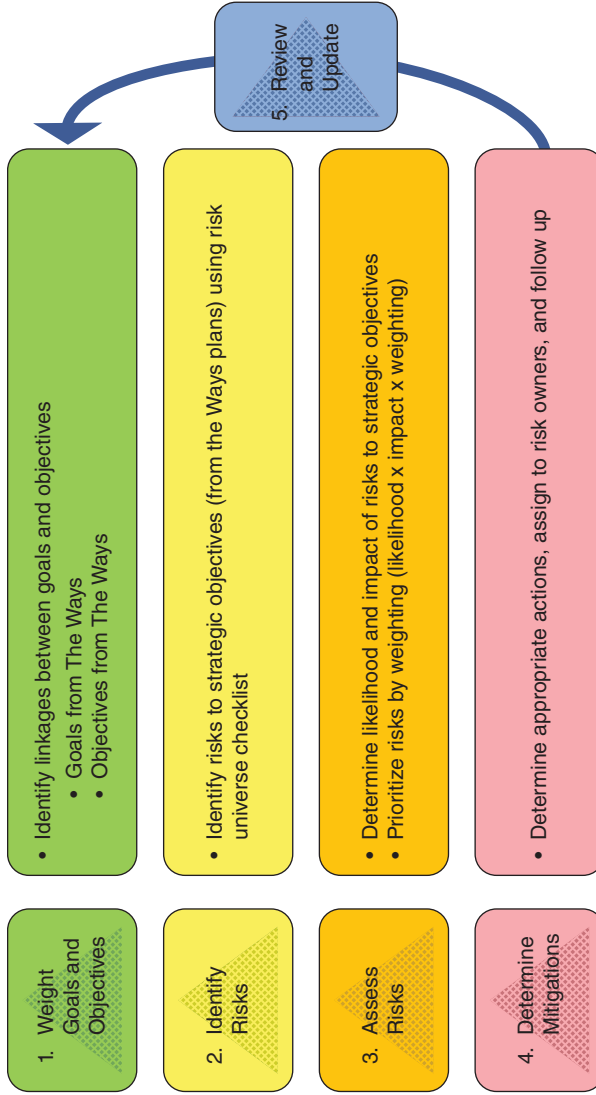 1. Weight
Goals and
Objectives
• Identify linkages between goals and objectives
• Goals from The Ways
• Objectives from The Ways
2. Identify
Risks
• Identify risks to strategic objectives (from the Ways plans) using risk
universe checklist
3. Assess
Risks
• Determine likelihood and impact of risks to strategic objectives
• Prioritize risks by weighting (likelihood x impact x weighting)
4. Determine
Mitigations
• Determine appropriate actions, assign to risk owners, and follow up
5. Review
and
Update